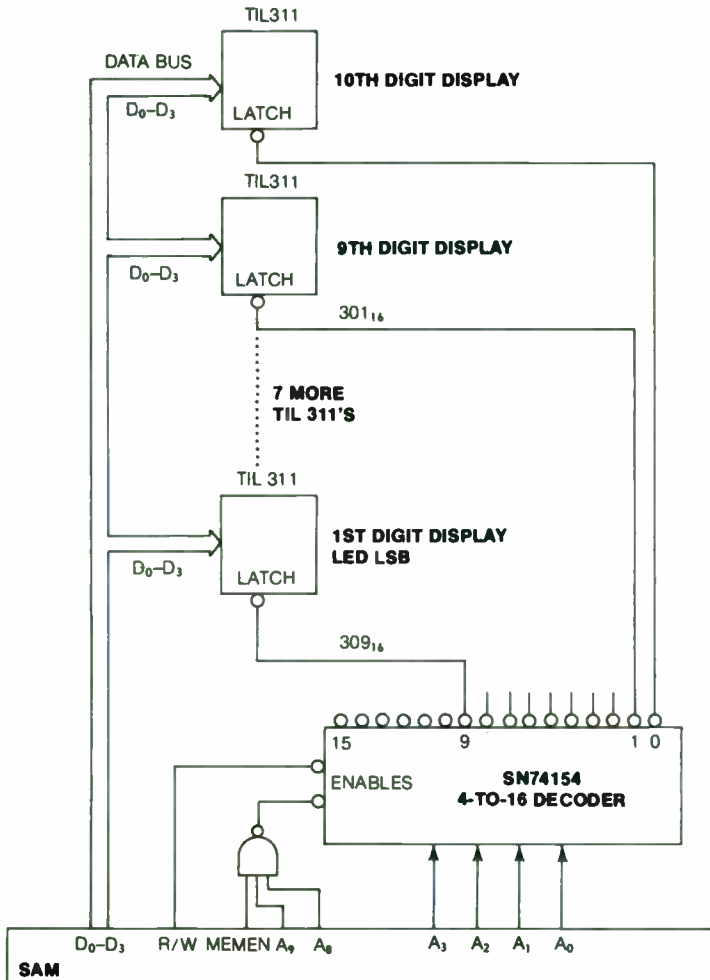 TIL311
DATA BUS
10TH DIGIT DISPLAY
D₀–D₃
LATCH
TIL311
9TH DIGIT DISPLAY
D₀–D₃
LATCH
301₁₆
7 MORE
TIL 311'S
TIL 311
1ST DIGIT DISPLAY
LED LSB
D₀–D₃
LATCH
309₁₆
15 9 1 0
ENABLES
SN74154
4-TO-16 DECODER
D₀–D₃ R/W MEMEN A₉ A₈ A₃ A₂ A₁ A₀
SAM